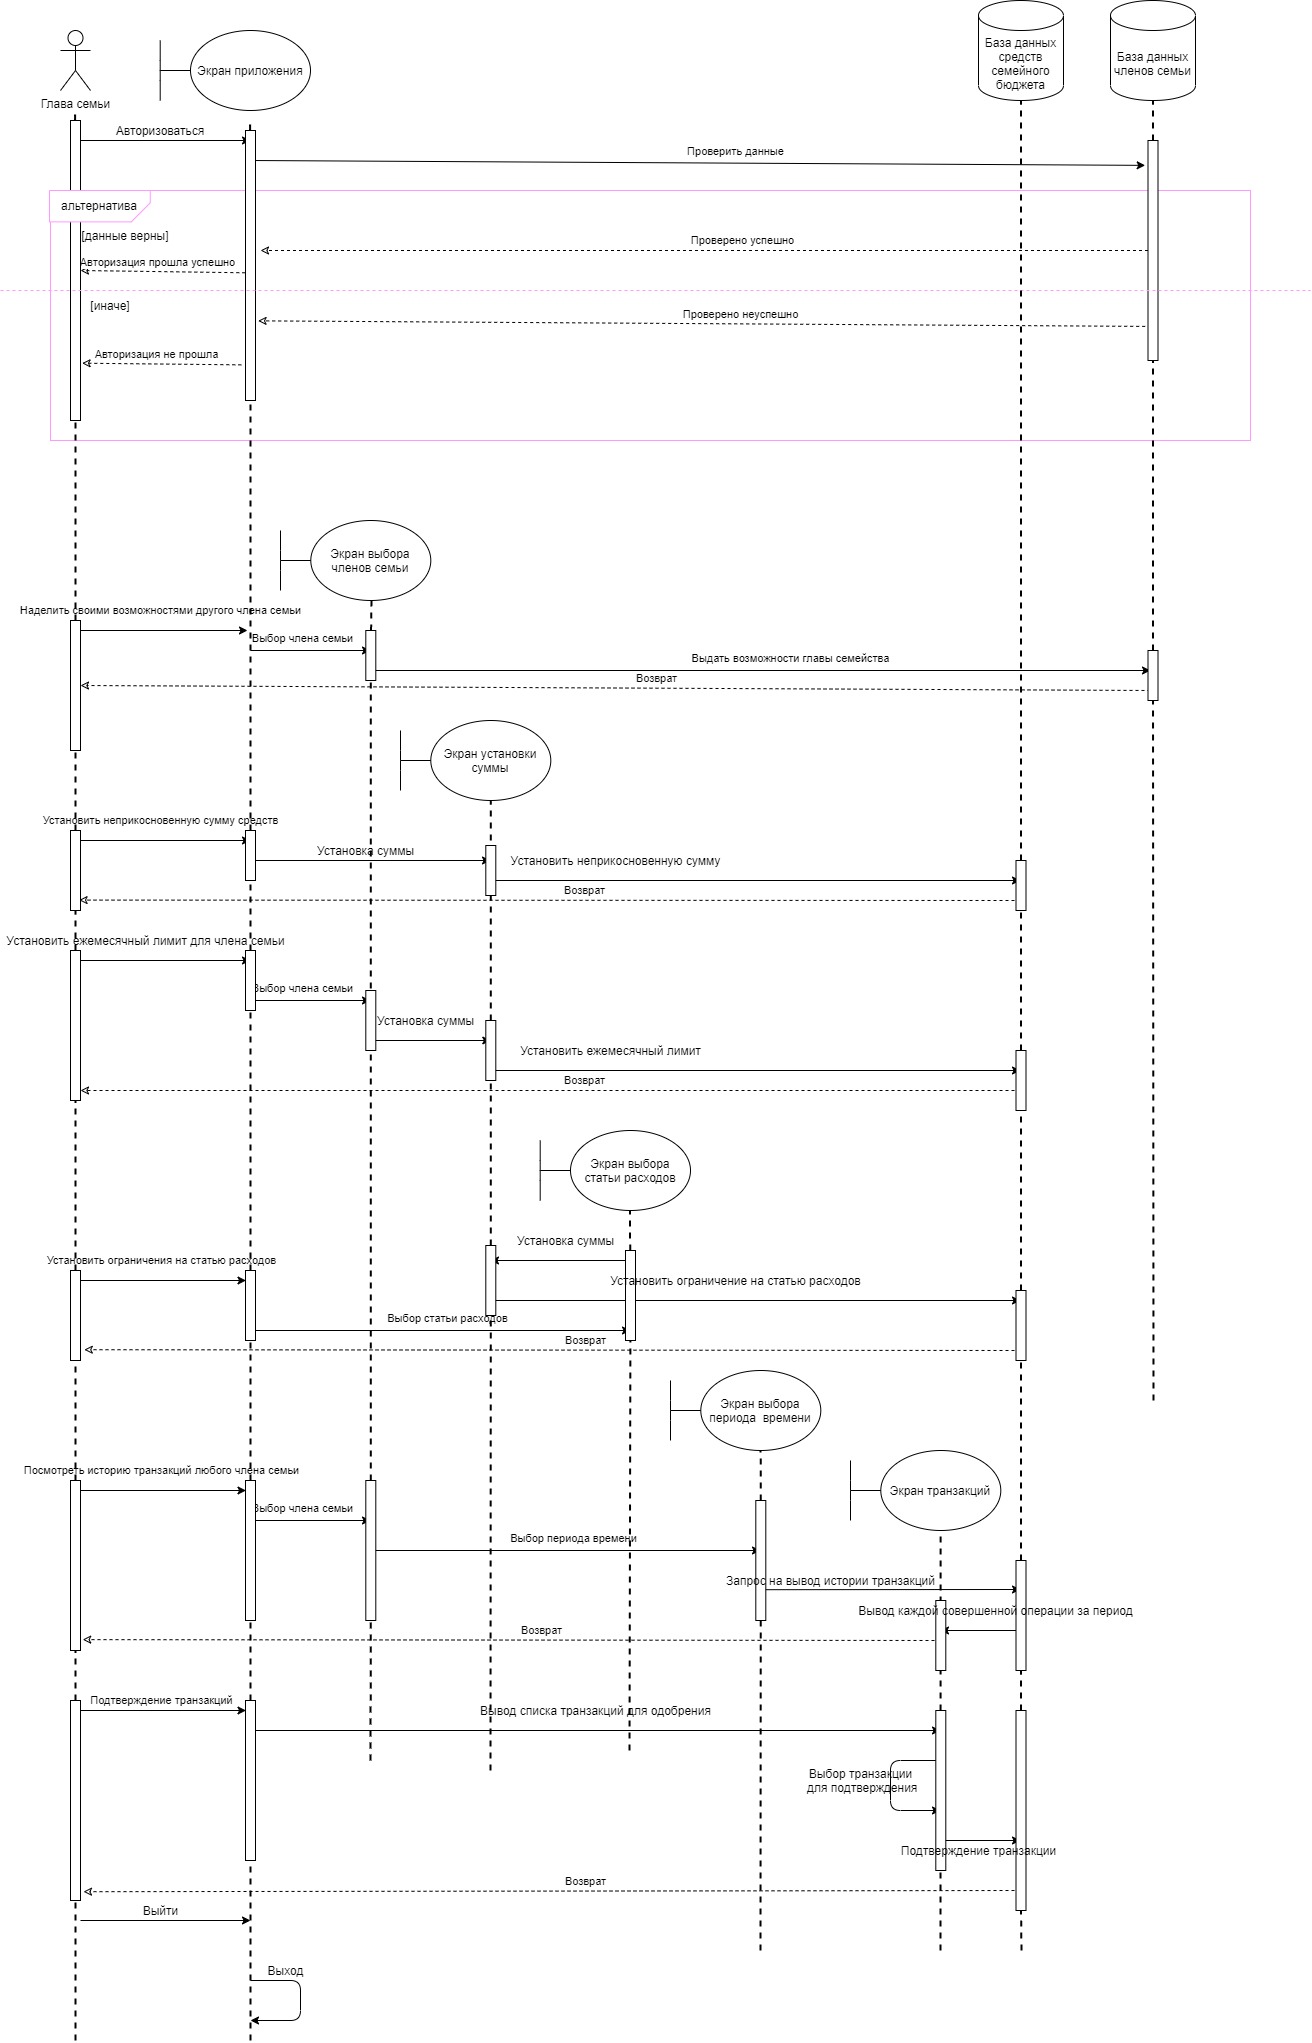 База данных
средств
семейного
бюджета
База данных
членов семьи
Экран приложения
Глава семьи
Авторизоваться
Проверить данные
альтернатива
[данные верны]
Проверено успешно
Авторизация прошла успешно
[иначе]
Проверено неуспешно
Авторизация не прошла
Экран выбора
членов семьи
Наделить своими возможностями другого члена семьи
Выбор члена семьи
Выдать возможности главы семейства
Возврат
Экран установки
суммы
Установить неприкосновенную сумму средств
Установка суммы
Установить неприкосновенную сумму
Возврат
Установить ежемесячный лимит для члена семьи
Выбор члена семьи
Установка суммы
Установить ежемесячный лимит
Возврат
Экран выбора
статьи расходов
Установка суммы
Установить ограничения на статью расходов
Установить ограничение на статью расходов
Выбор статьи расходов
Возврат
Экран выбора
периода  времени
Посмотреть историю транзакций любого члена семьи
Экран транзакций
Выбор члена семьи
Выбор периода времени
Запрос на вывод истории транзакций
Вывод каждой совершенной операции за период
Возврат
Подтверждение транзакций
Вывод списка транзакций для одобрения
Выбор транзакции
для подтверждения
Подтверждение транзакции
Возврат
Выйти
Выход